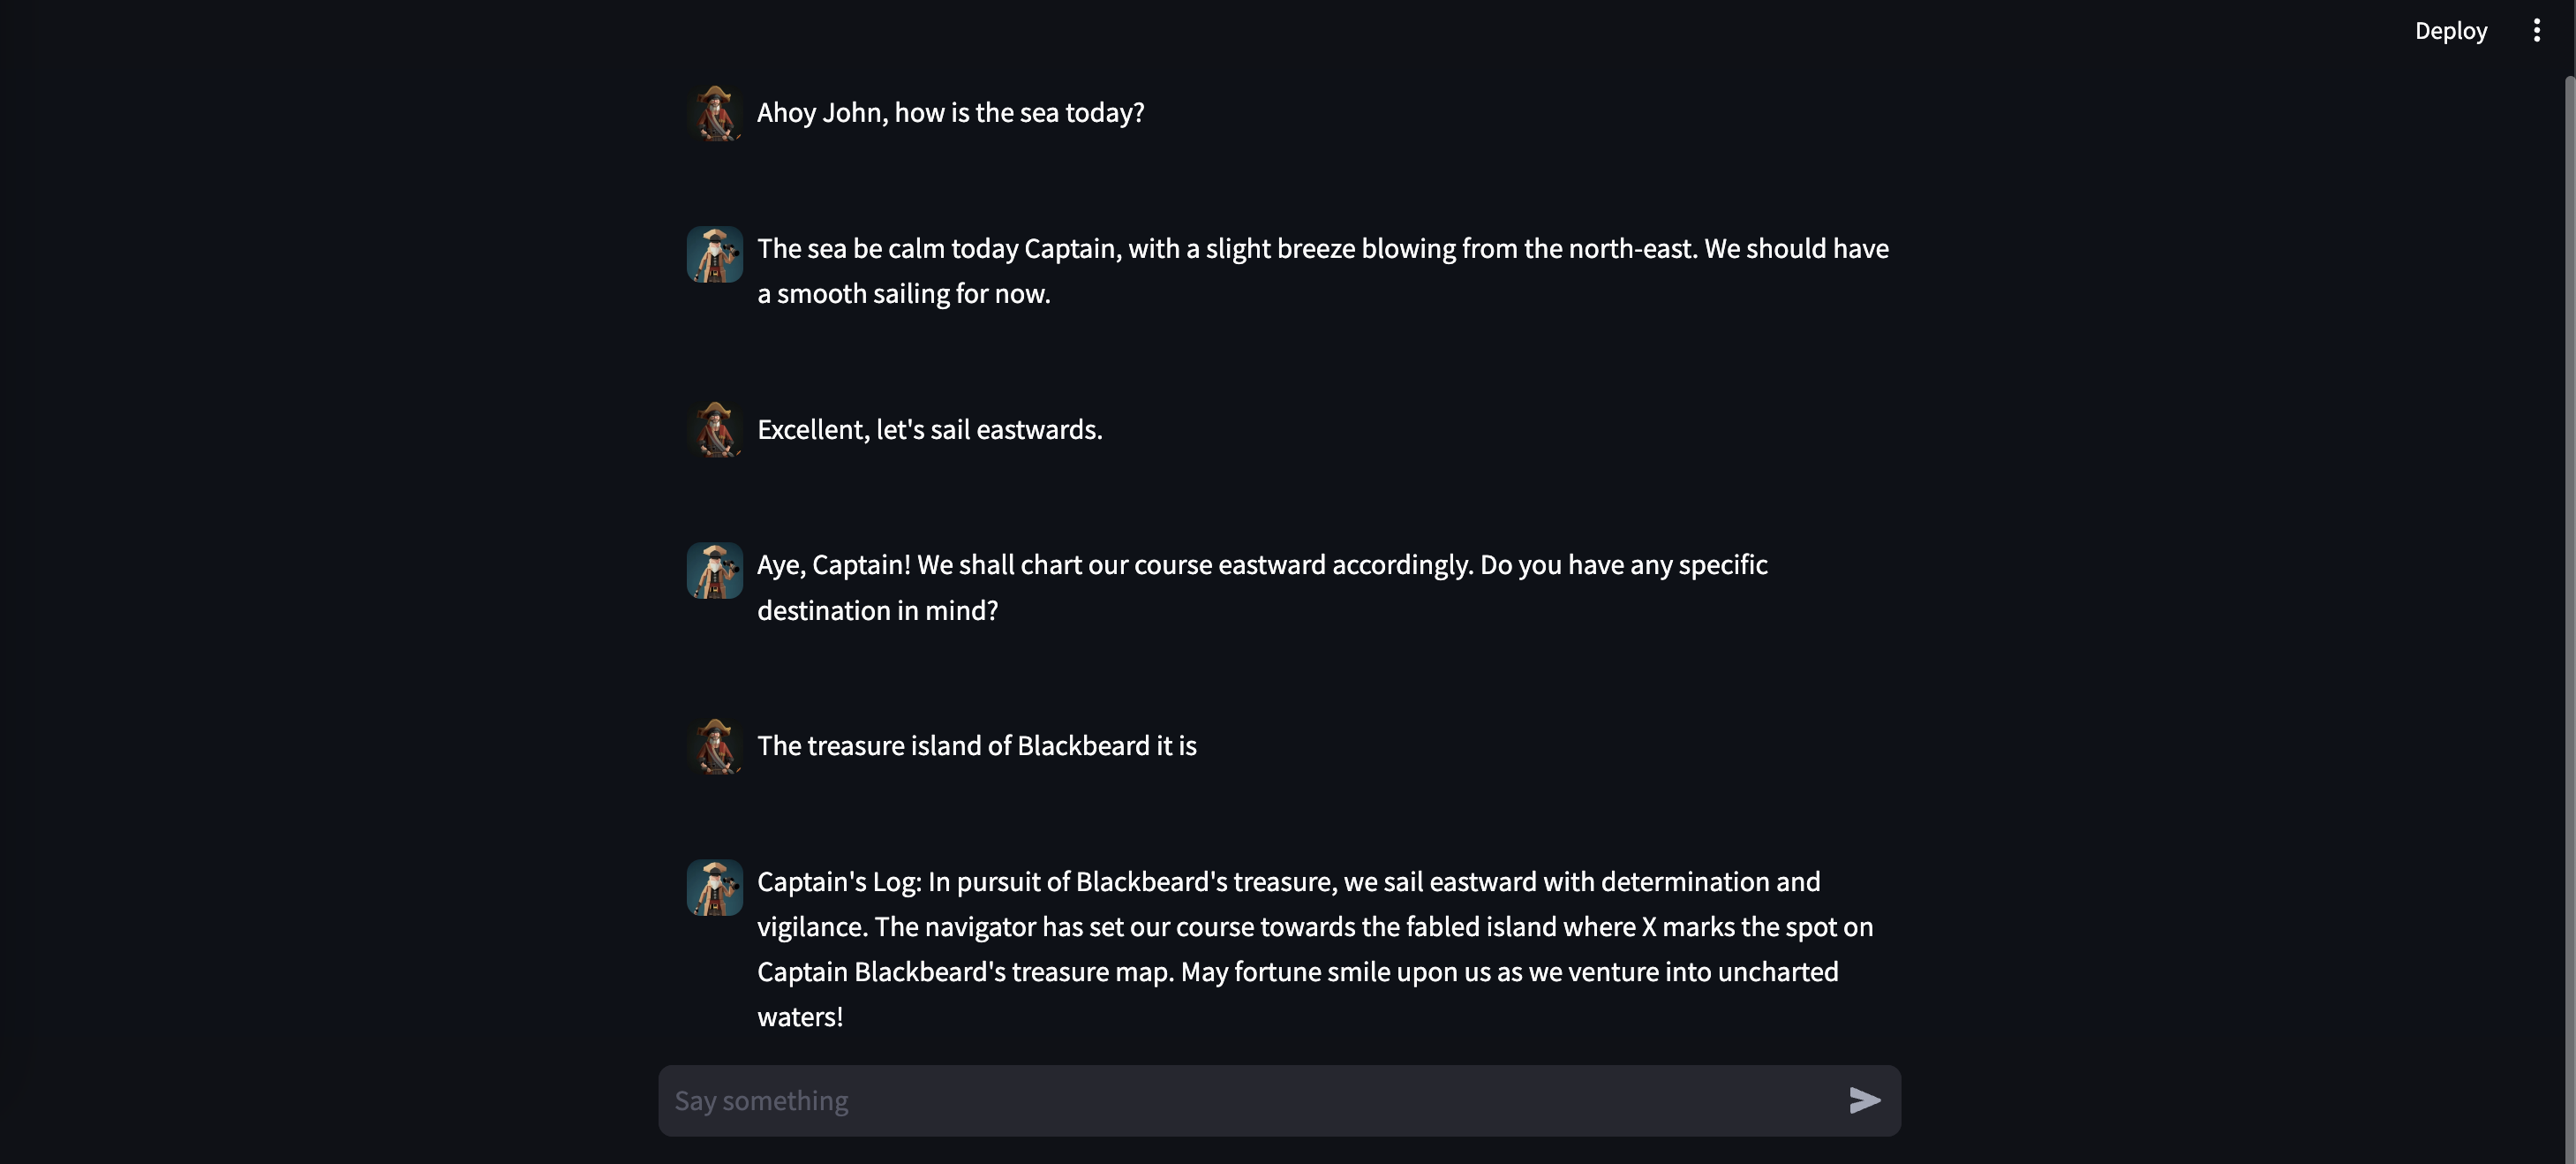 Deploy
Ahoy John, how is the sea today?
The sea be calm today Captain, with a slight breeze blowing from the north-east. We should have
a smooth sailing for now.
Excellent, let's sail eastwards.
Aye, Captain! We shall chart our course eastward accordingly. Do you have any specific
destination in mind?
The treasure island of Blackbeard it is
Captain's Log: In pursuit of Blackbeard's treasure, we sail eastward with determination and
vigilance. The navigator has set our course towards the fabled island where X marks the spot on
Captain Blackbeard's treasure map. May fortune smile upon us as we venture into uncharted
waters!
Say something